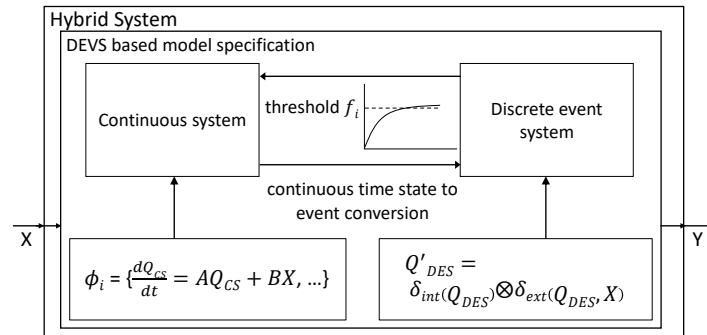 Hybrid System
DEVS based model specification
Continuous system
threshold f_i
Discrete event
system
continuous time state to
event conversion
X
Y
ϕ_i = {dQ_CS/dt = AQ_CS + BX, …}
Q′_DES =
δ_int(Q_DES)⊗δ_ext(Q_DES, X)